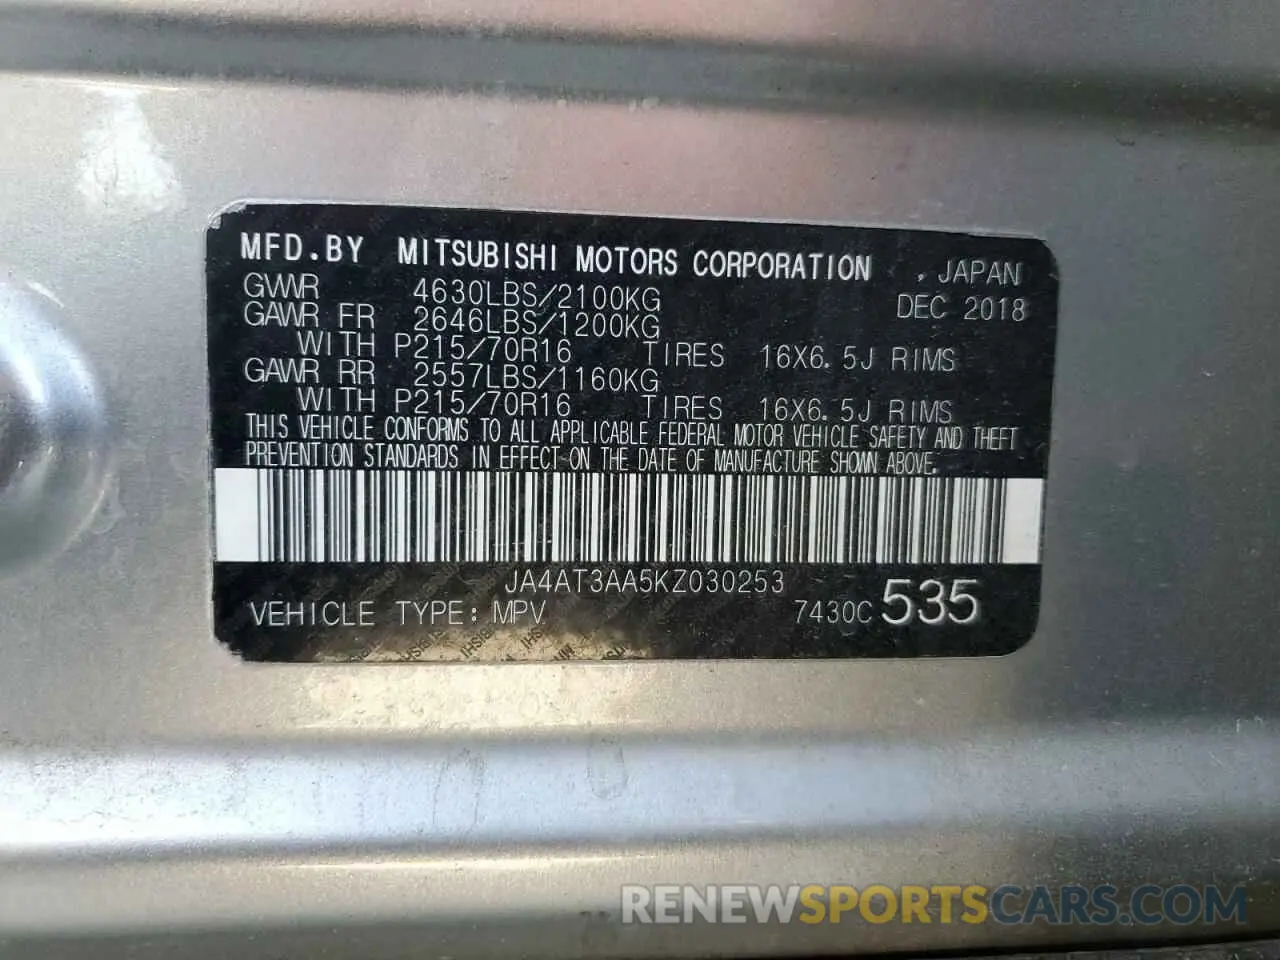 MFD.BY MITSUBISHI MOTORS CORPORATION , JAPAN
GVWR 4630LBS/2100KG DEC 2018
GAWR FR 2646LBS/1200KG
WITH P215/70R16 TIRES 16X6.5J RIMS
GAWR RR 2557LBS/1160KG
WITH P215/70R16 TIRES 16X6.5J RIMS
THIS VEHICLE CONFORMS TO ALL APPLICABLE FEDERAL MOTOR VEHICLE SAFETY AND THEFT
PREVENTION STANDARDS IN EFFECT ON THE DATE OF MANUFACTURE SHOWN ABOVE.
JA4AT3AA5KZ030253
VEHICLE TYPE: MPV 7430C 535
RENEWSPORTSCARS.COM